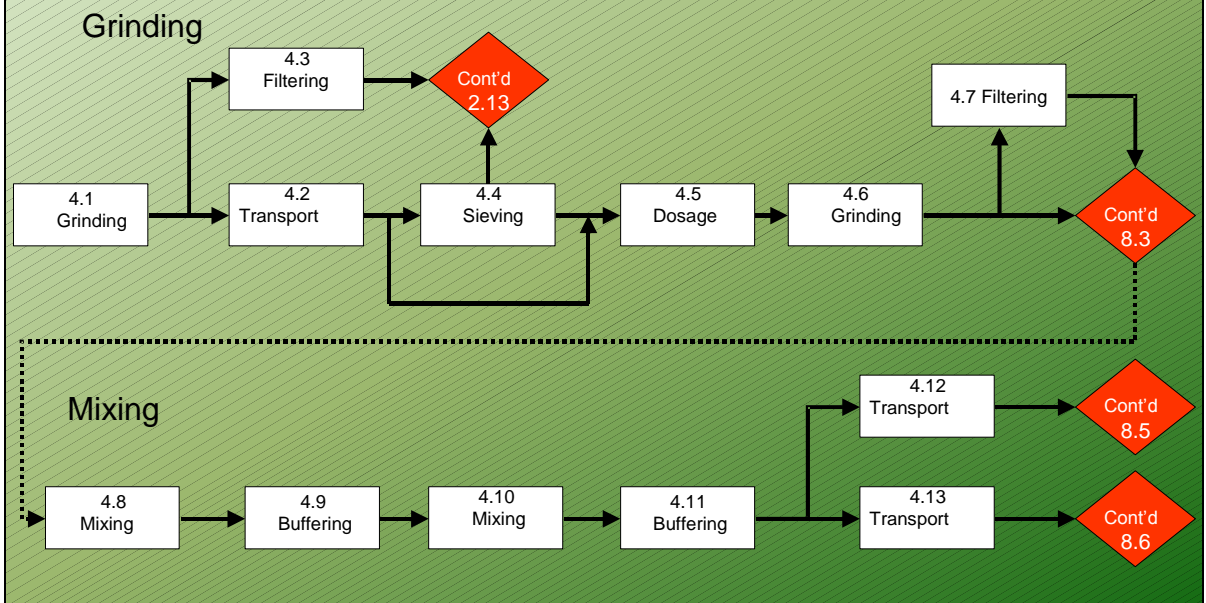 Grinding
4.3
Filtering
Cont'd
2.13
4.7 Filtering
4.1
Grinding
4.2
Transport
4.4
Sieving
4.5
Dosage
4.6
Grinding
Cont'd
8.3
Mixing
4.12
Transport
Cont'd
8.5
4.8
Mixing
4.9
Buffering
4.10
Mixing
4.11
Buffering
4.13
Transport
Cont'd
8.6